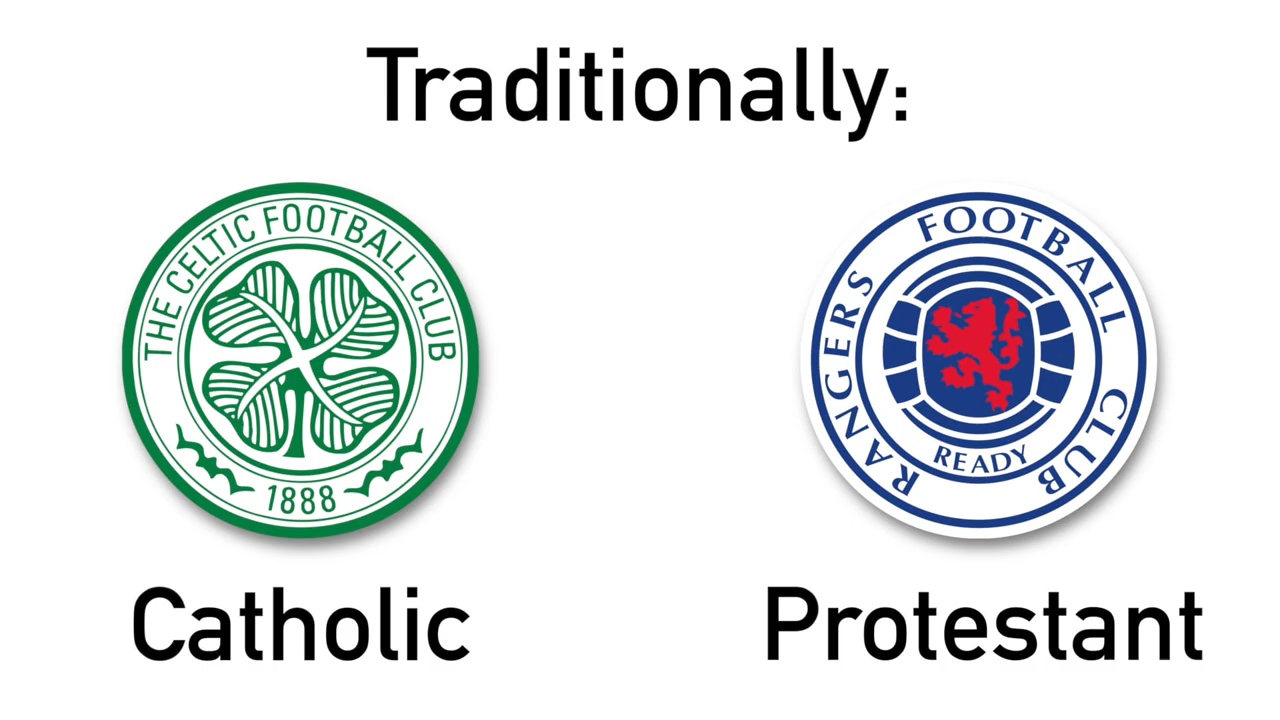 Traditionally:
THE CELTIC FOOTBALL CLUB
1888
RANGERS FOOTBALL CLUB
READY
Catholic
Protestant